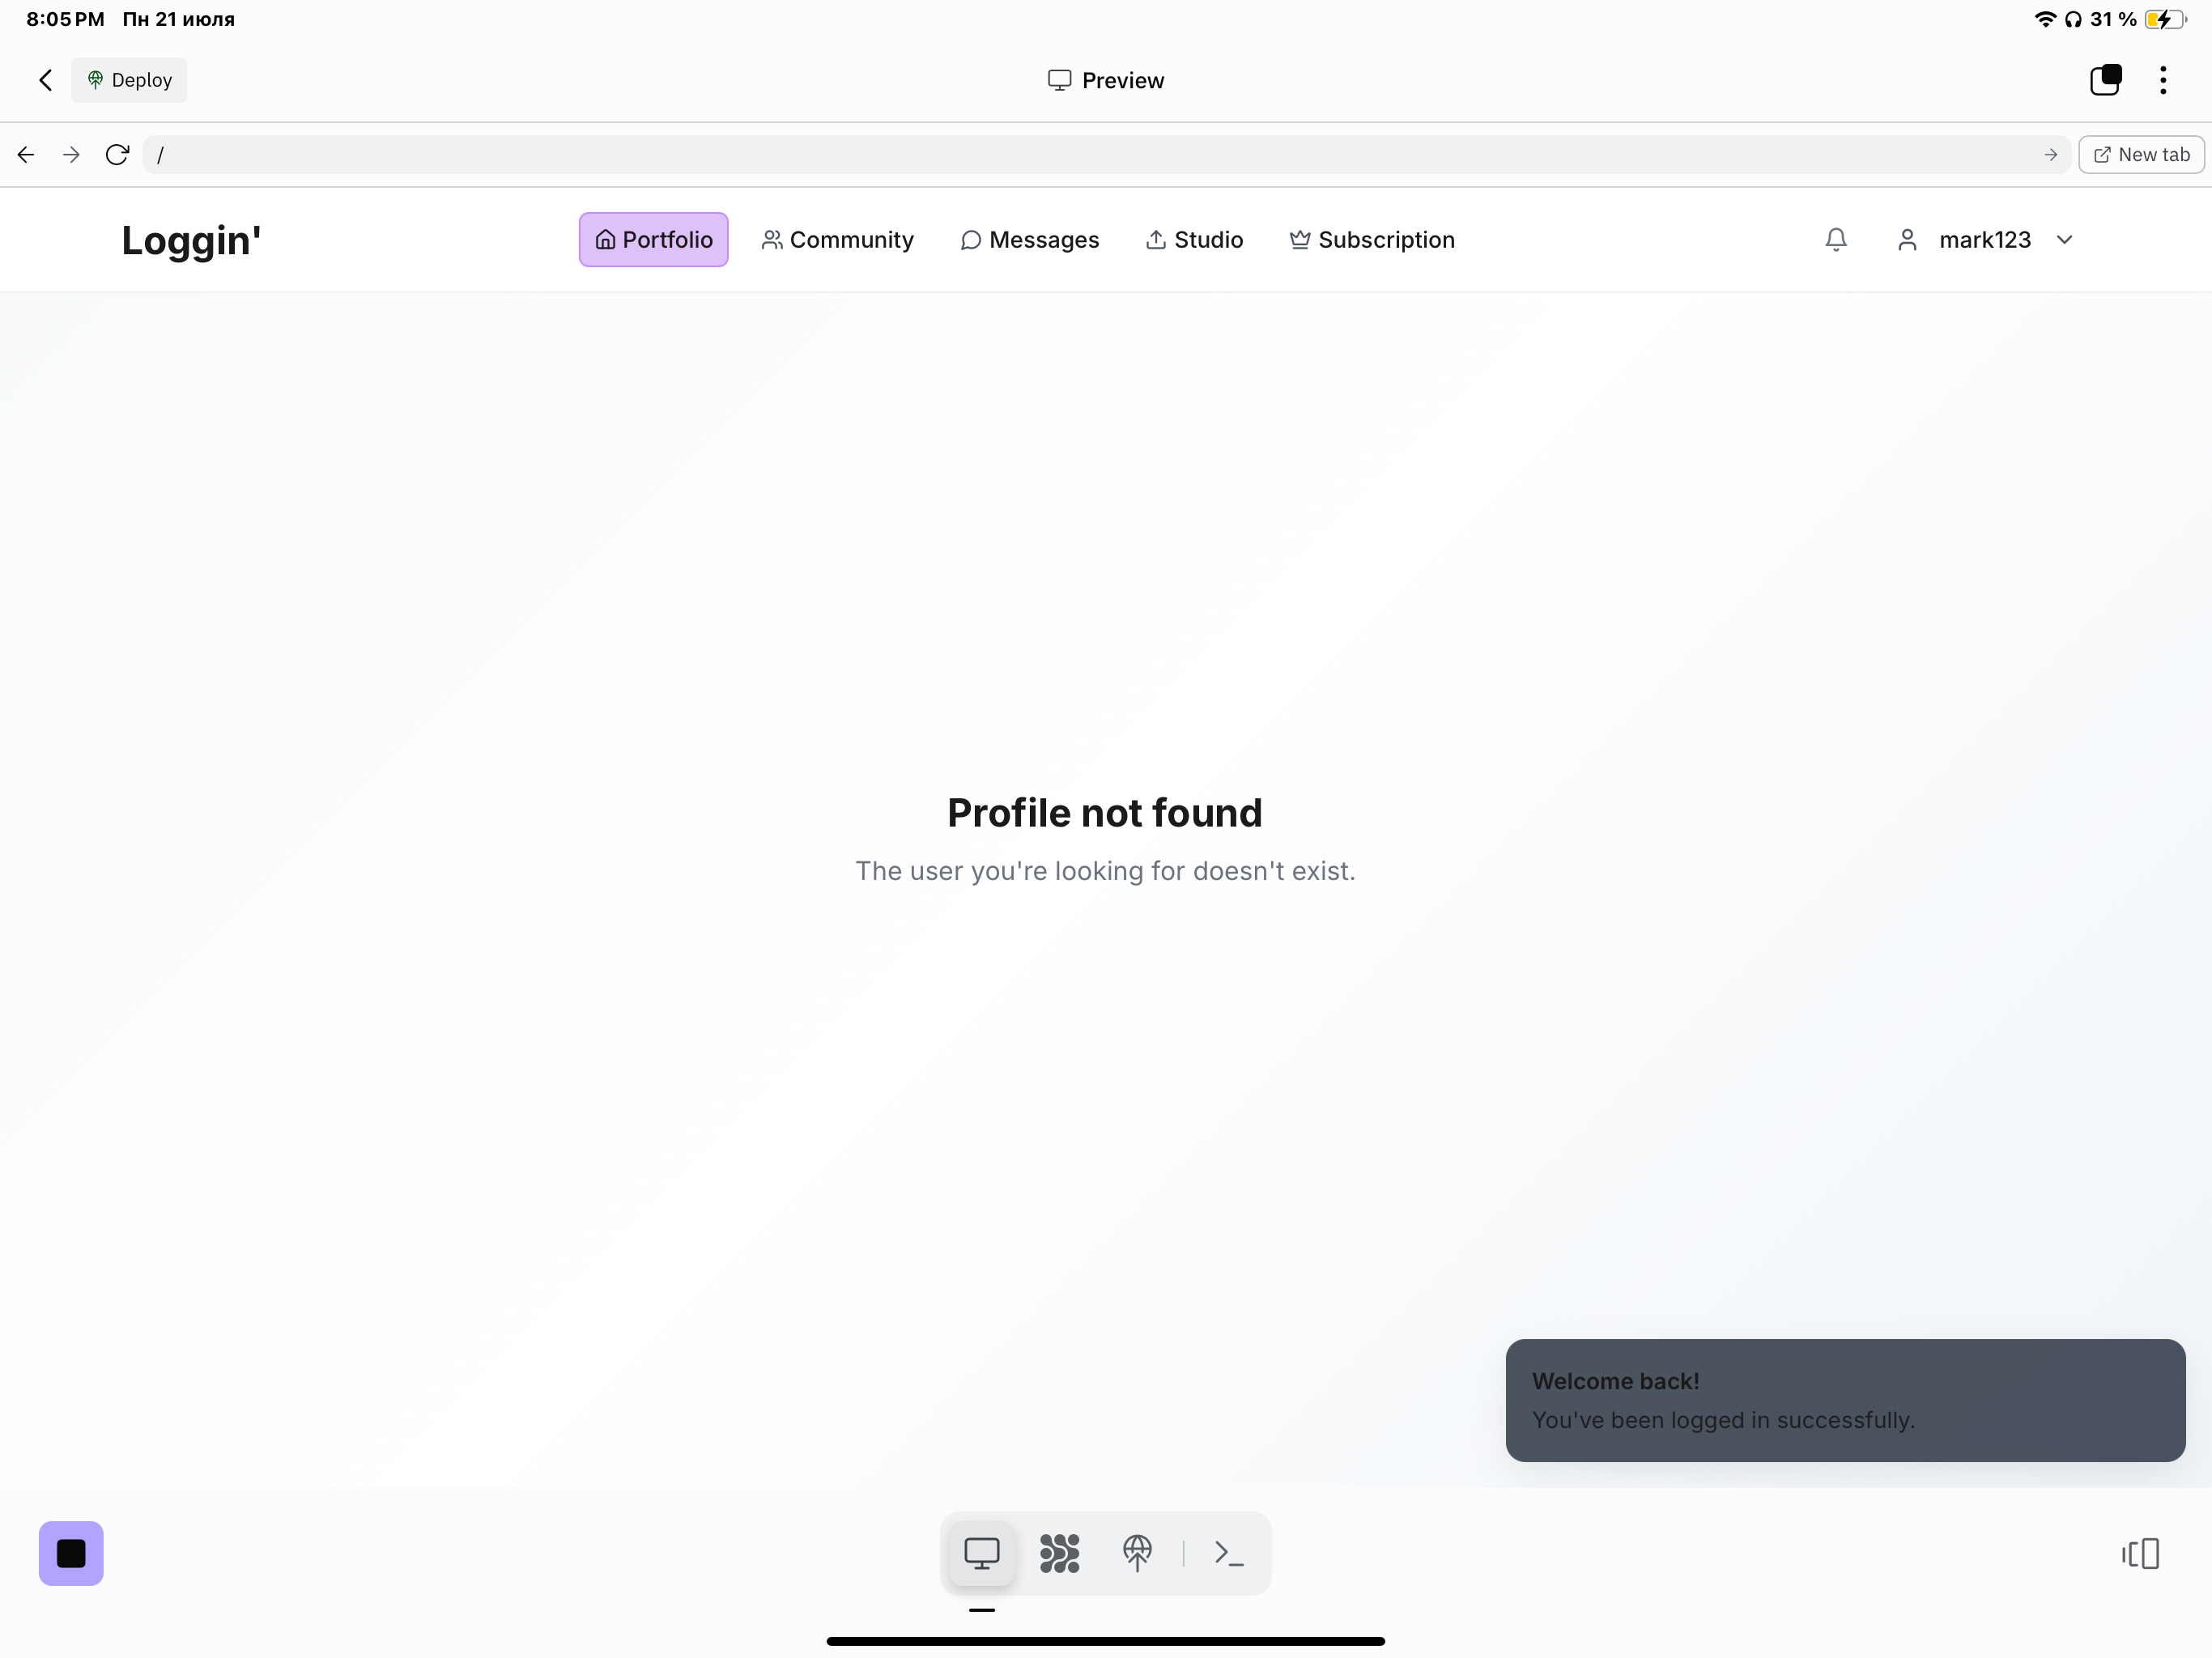 8:05 PM Пн 21 июля 31 %
Deploy Preview
/ New tab
Loggin' Portfolio Community Messages Studio Subscription mark123
Profile not found
The user you're looking for doesn't exist.
Welcome back!
You've been logged in successfully.